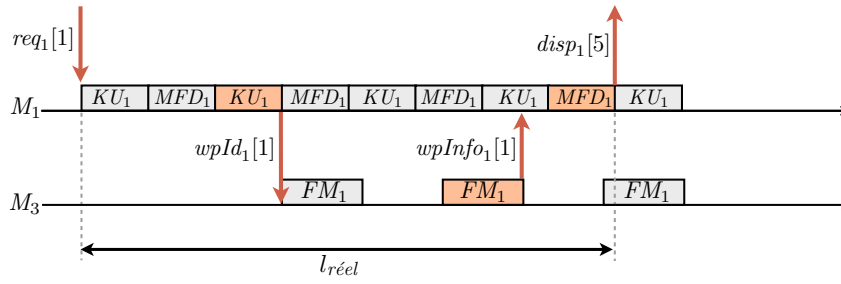 req₁[1] disp₁[5]
M₁ KU₁ MFD₁ KU₁ MFD₁ KU₁ MFD₁ KU₁ MFD₁ KU₁
wpId₁[1] wpInfo₁[1]
M₃ FM₁ FM₁ FM₁
l_réel